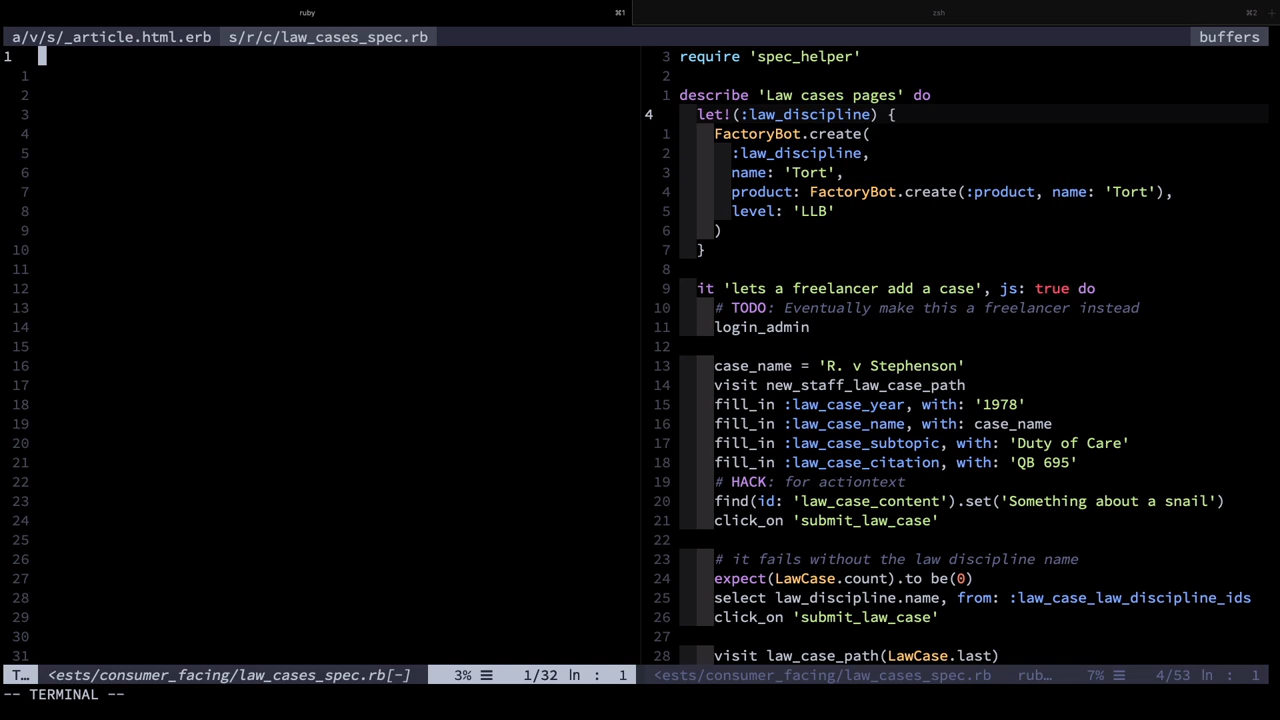 ruby ⌘1 zsh ⌘2 +
a/v/s/_article.html.erb s/r/c/law_cases_spec.rb buffers
1
1
2
3
4
5
6
7
8
9
10
11
12
13
14
15
16
17
18
19
20
21
22
23
24
25
26
27
28
29
30
31
3 require 'spec_helper'
2
1 describe 'Law cases pages' do
4 let!(:law_discipline) {
1 FactoryBot.create(
2 :law_discipline,
3 name: 'Tort',
4 product: FactoryBot.create(:product, name: 'Tort'),
5 level: 'LLB'
6 )
7 }
8
9 it 'lets a freelancer add a case', js: true do
10 # TODO: Eventually make this a freelancer instead
11 login_admin
12
13 case_name = 'R. v Stephenson'
14 visit new_staff_law_case_path
15 fill_in :law_case_year, with: '1978'
16 fill_in :law_case_name, with: case_name
17 fill_in :law_case_subtopic, with: 'Duty of Care'
18 fill_in :law_case_citation, with: 'QB 695'
19 # HACK: for actiontext
20 find(id: 'law_case_content').set('Something about a snail')
21 click_on 'submit_law_case'
22
23 # it fails without the law discipline name
24 expect(LawCase.count).to be(0)
25 select law_discipline.name, from: :law_case_law_discipline_ids
26 click_on 'submit_law_case'
27
28 visit law_case_path(LawCase.last)
T… <ests/consumer_facing/law_cases_spec.rb[-] 3% ☰ 1/32 ln : 1
<ests/consumer_facing/law_cases_spec.rb rub… 7% ☰ 4/53 ln : 1
-- TERMINAL --